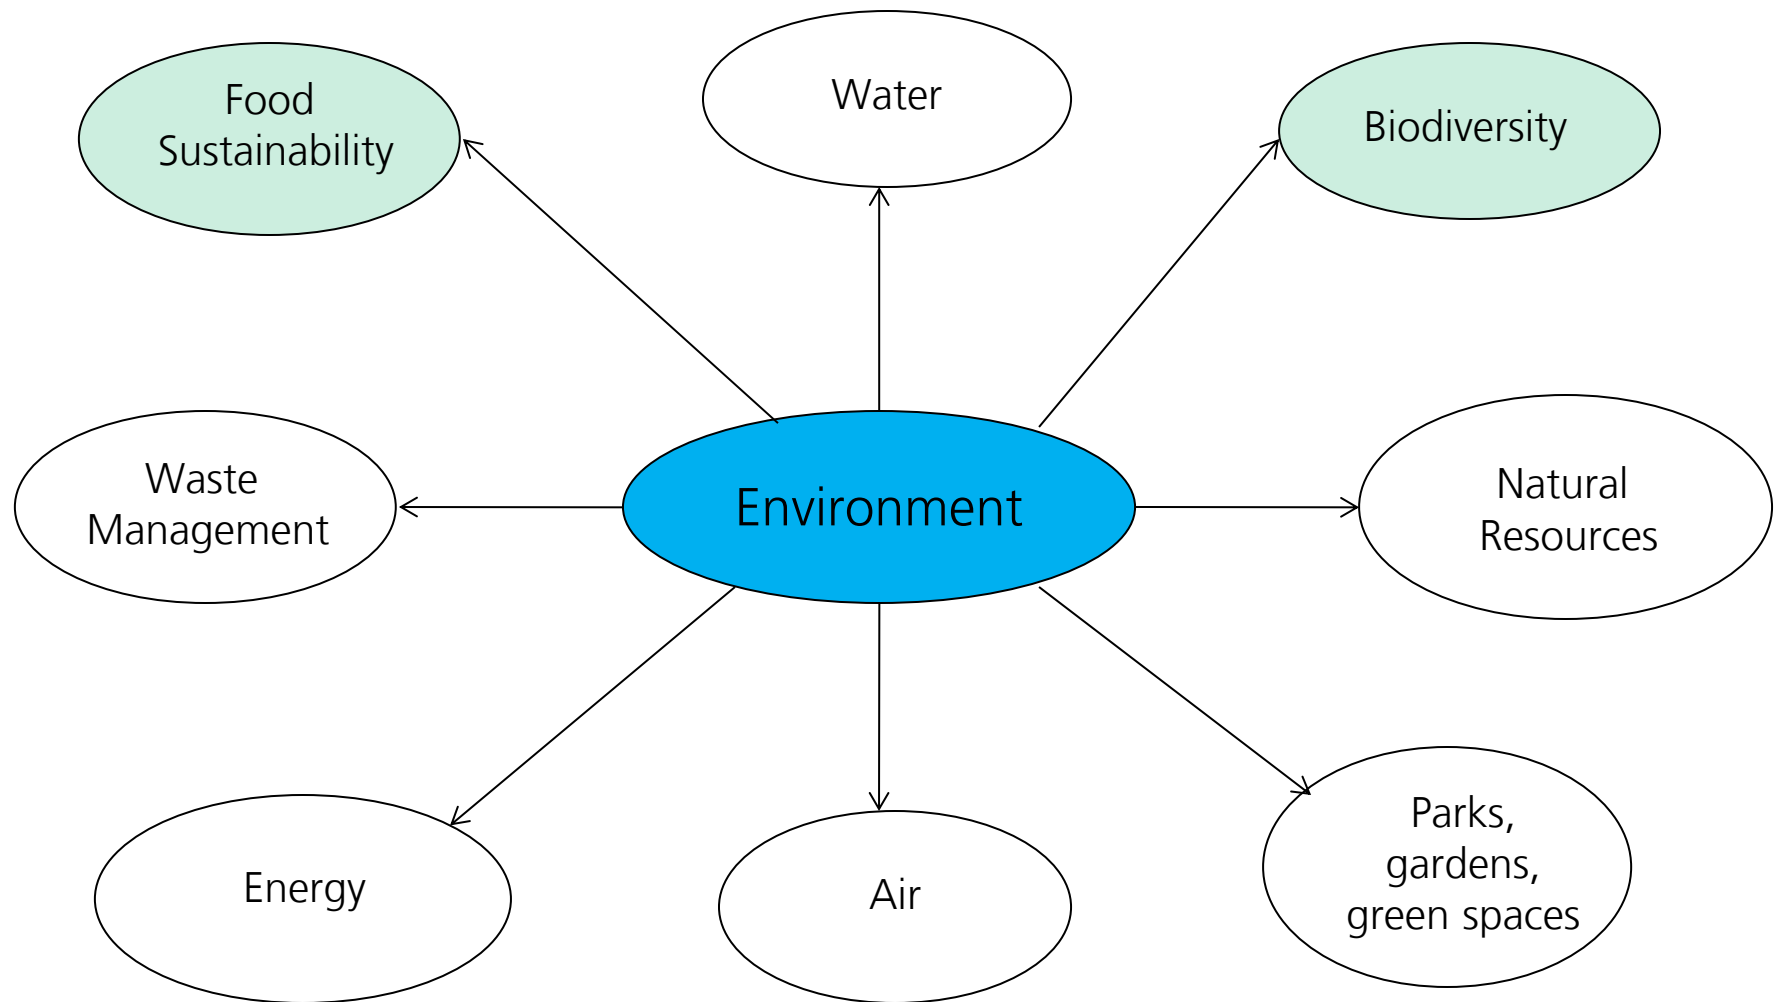 Food
Sustainability
Water
Biodiversity
Waste
Management
Environment
Natural
Resources
Energy
Air
Parks,
gardens,
green spaces